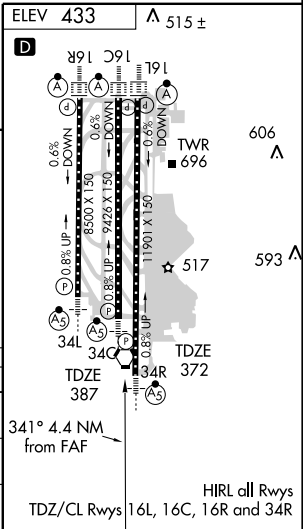 ELEV 433
515 ±
D
16R
16C
16L
A
A
A
P
P
P
0.6% DOWN
0.6% DOWN
0.6% DOWN
TWR
696
606
8500 X 150
9426 X 150
11901 X 150
517
593
0.8% UP
0.8% UP
0.8% UP
P
P
P
A5
A5
34L
34C
34R
A5
TDZE
387
TDZE
372
341° 4.4 NM
from FAF
HIRL all Rwys
TDZ/CL Rwys 16L, 16C, 16R and 34R